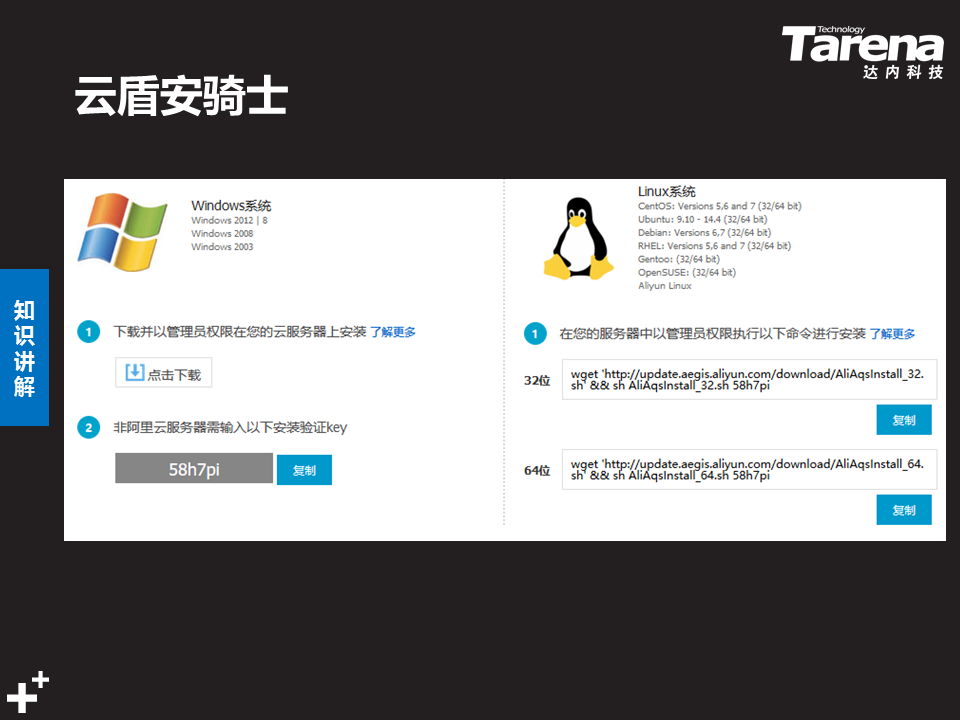 Technology
Tarena
达内科技
云盾安骑士
知识讲解
Windows系统
Windows 2012 | 8
Windows 2008
Windows 2003
1 下载并以管理员权限在您的云服务器上安装 了解更多
点击下载
2 非阿里云服务器需输入以下安装验证key
58h7pi 复制
Linux系统
CentOS: Versions 5,6 and 7 (32/64 bit)
Ubuntu: 9.10 - 14.4 (32/64 bit)
Debian: Versions 6,7 (32/64 bit)
RHEL: Versions 5,6 and 7 (32/64 bit)
Gentoo: (32/64 bit)
OpenSUSE: (32/64 bit)
Aliyun Linux
1 在您的服务器中以管理员权限执行以下命令进行安装 了解更多
32位 wget 'http://update.aegis.aliyun.com/download/AliAqsInstall_32.
sh' && sh AliAqsInstall_32.sh 58h7pi
复制
64位 wget 'http://update.aegis.aliyun.com/download/AliAqsInstall_64.
sh' && sh AliAqsInstall_64.sh 58h7pi
复制